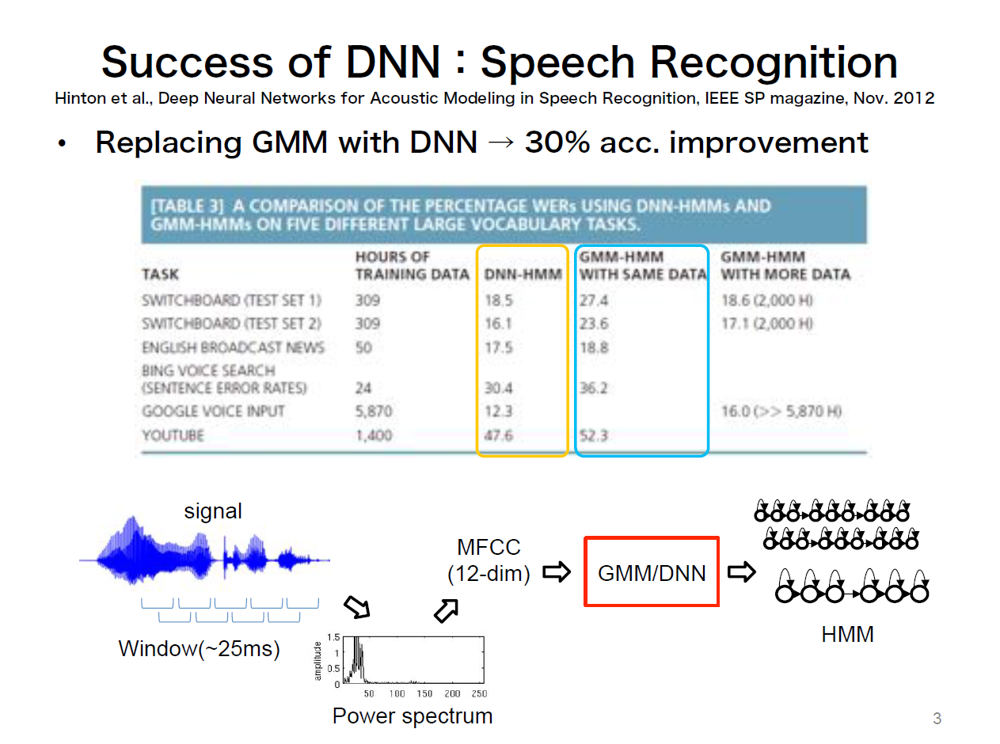 Success of DNN：Speech Recognition
Hinton et al., Deep Neural Networks for Acoustic Modeling in Speech Recognition, IEEE SP magazine, Nov. 2012
• Replacing GMM with DNN → 30% acc. improvement
[TABLE 3] A COMPARISON OF THE PERCENTAGE WERs USING DNN-HMMs AND
GMM-HMMs ON FIVE DIFFERENT LARGE VOCABULARY TASKS.
HOURS OF GMM-HMM GMM-HMM
TASK TRAINING DATA DNN-HMM WITH SAME DATA WITH MORE DATA
SWITCHBOARD (TEST SET 1) 309 18.5 27.4 18.6 (2,000 H)
SWITCHBOARD (TEST SET 2) 309 16.1 23.6 17.1 (2,000 H)
ENGLISH BROADCAST NEWS 50 17.5 18.8
BING VOICE SEARCH
(SENTENCE ERROR RATES) 24 30.4 36.2
GOOGLE VOICE INPUT 5,870 12.3 16.0 (>> 5,870 H)
YOUTUBE 1,400 47.6 52.3
signal
Window(~25ms)
amplitude
1.5
1
0.5
0
50 100 150 200 250
Power spectrum
MFCC
(12-dim)
GMM/DNN
HMM
3